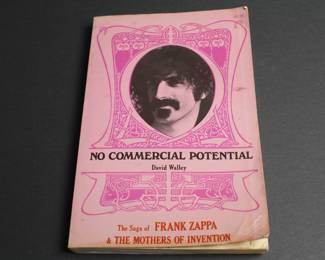 NO COMMERCIAL POTENTIAL
David Walley
The Saga of FRANK ZAPPA
& THE MOTHERS OF INVENTION